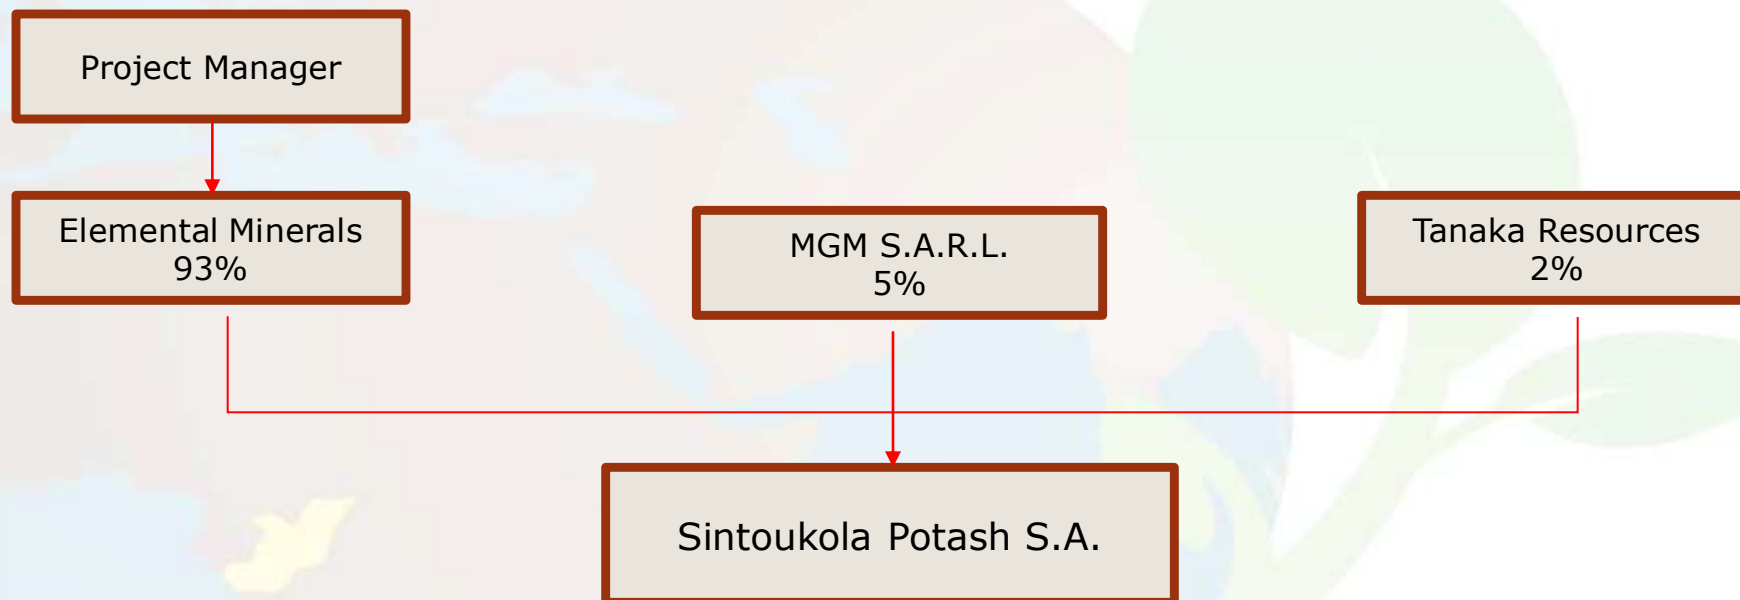 Project Manager
Elemental Minerals
93%
MGM S.A.R.L.
5%
Tanaka Resources
2%
Sintoukola Potash S.A.